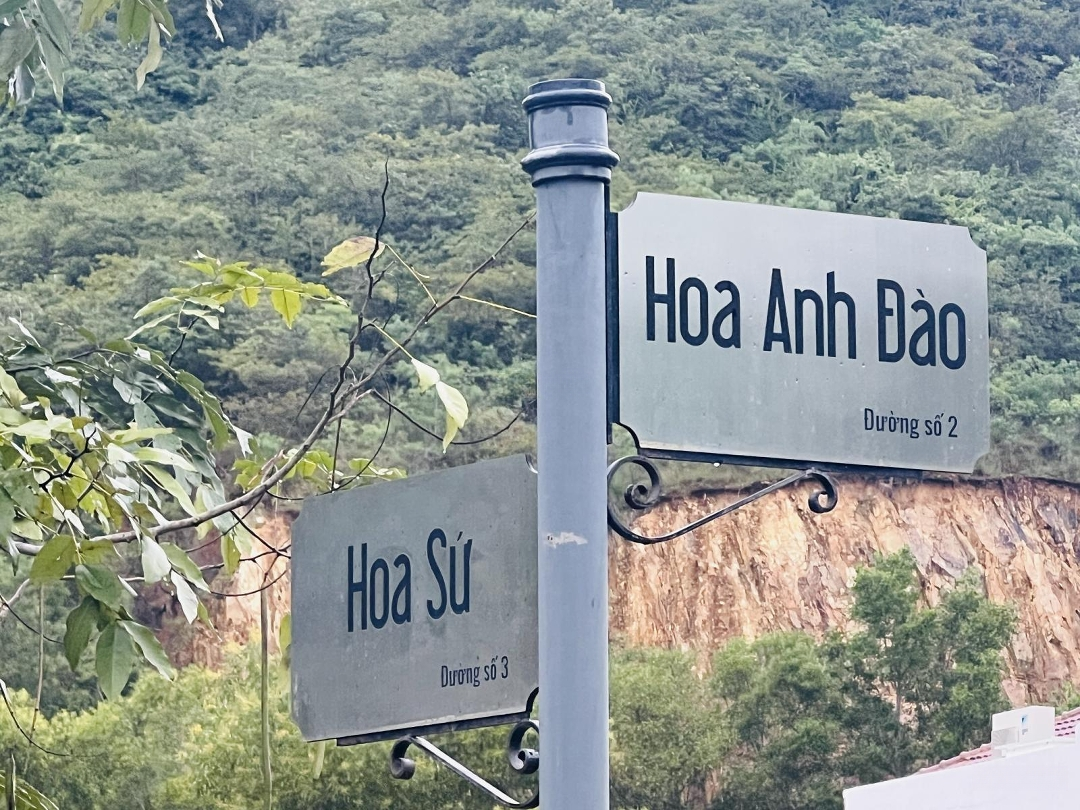 Hoa Anh Đào
Đường số 2
Hoa Sứ
Đường số 3